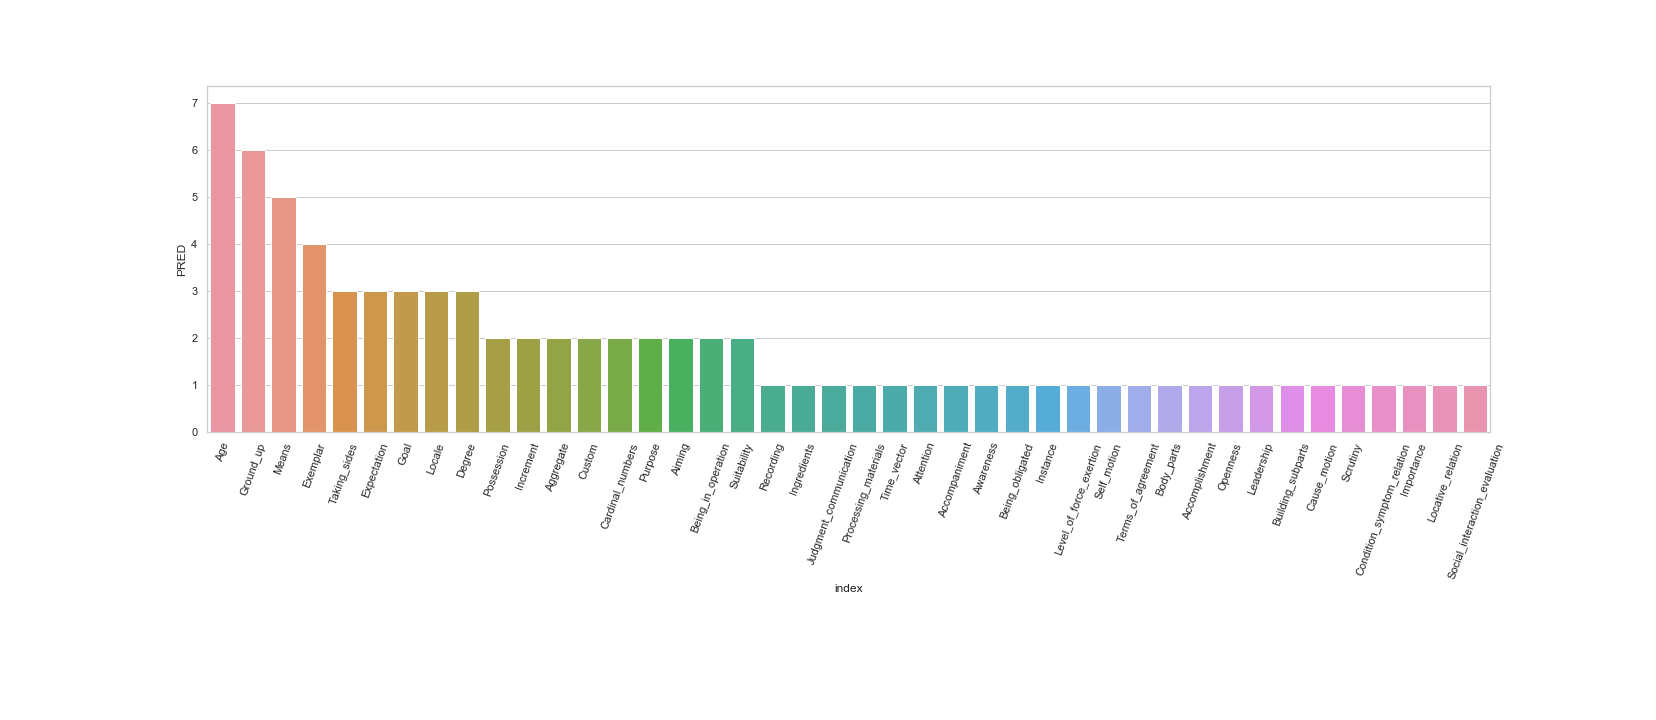 7
6
5
4
3
2
1
0
PRED
Age
Ground_up
Means
Exemplar
Taking_sides
Expectation
Goal
Locale
Degree
Possession
Increment
Aggregate
Custom
Cardinal_numbers
Purpose
Aiming
Being_in_operation
Suitability
Recording
Ingredients
Judgment_communication
Processing_materials
Time_vector
Attention
Accompaniment
Awareness
Being_obligated
Instance
Level_of_force_exertion
Self_motion
Terms_of_agreement
Body_parts
Accomplishment
Openness
Leadership
Building_subparts
Cause_motion
Scrutiny
Condition_symptom_relation
Importance
Locative_relation
Social_interaction_evaluation
index